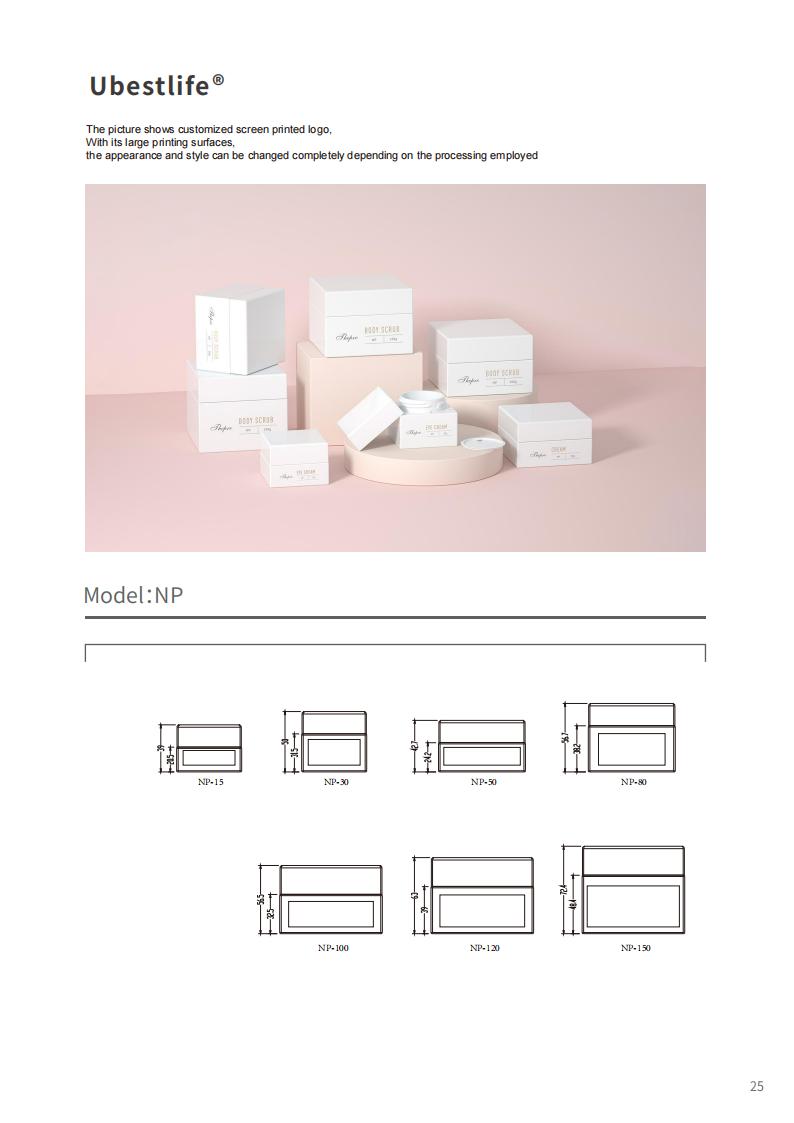 Ubestlife®
The picture shows customized screen printed logo,
With its large printing surfaces,
the appearance and style can be changed completely depending on the processing employed
BODY SCRUB
BODY SCRUB
BODY SCRUB
BODY SCRUB
EYE CREAM
CREAM
EYE CREAM
Model:NP
39
20.5
NP-15
50
31.5
NP-30
42.7
24.2
NP-50
56.7
38.2
NP-80
56.5
32.5
NP-100
63
39
NP-120
72.4
48.4
NP-150
25